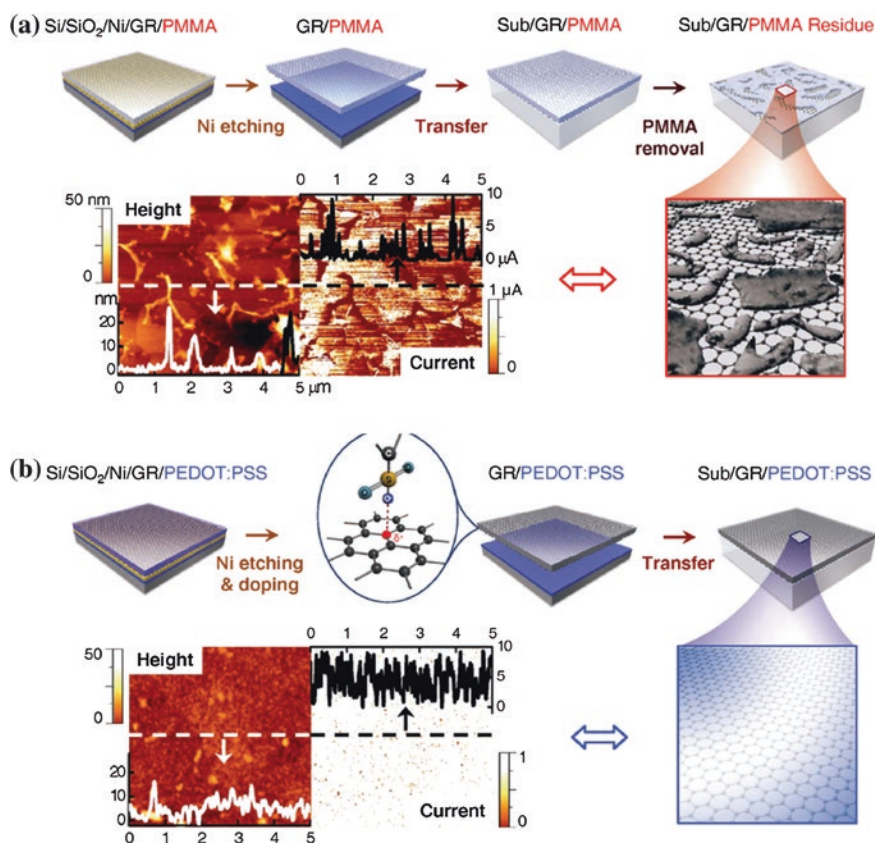 (a)
Si/SiO₂/Ni/GR/PMMA GR/PMMA Sub/GR/PMMA Sub/GR/PMMA Residue
Ni etching
Transfer
PMMA
removal
0 1 2 3 4 5
50 nm
0
Height
10
5
0 μA
1 μA
0
nm
20
10
0
0 1 2 3 4 5 μm
Current
(b)
Si/SiO₂/Ni/GR/PEDOT:PSS GR/PEDOT:PSS Sub/GR/PEDOT:PSS
Ni etching
& doping
δ+
Transfer
0 1 2 3 4 5
50
0
Height
10
5
0
1
0
20
10
0
0 1 2 3 4 5
Current